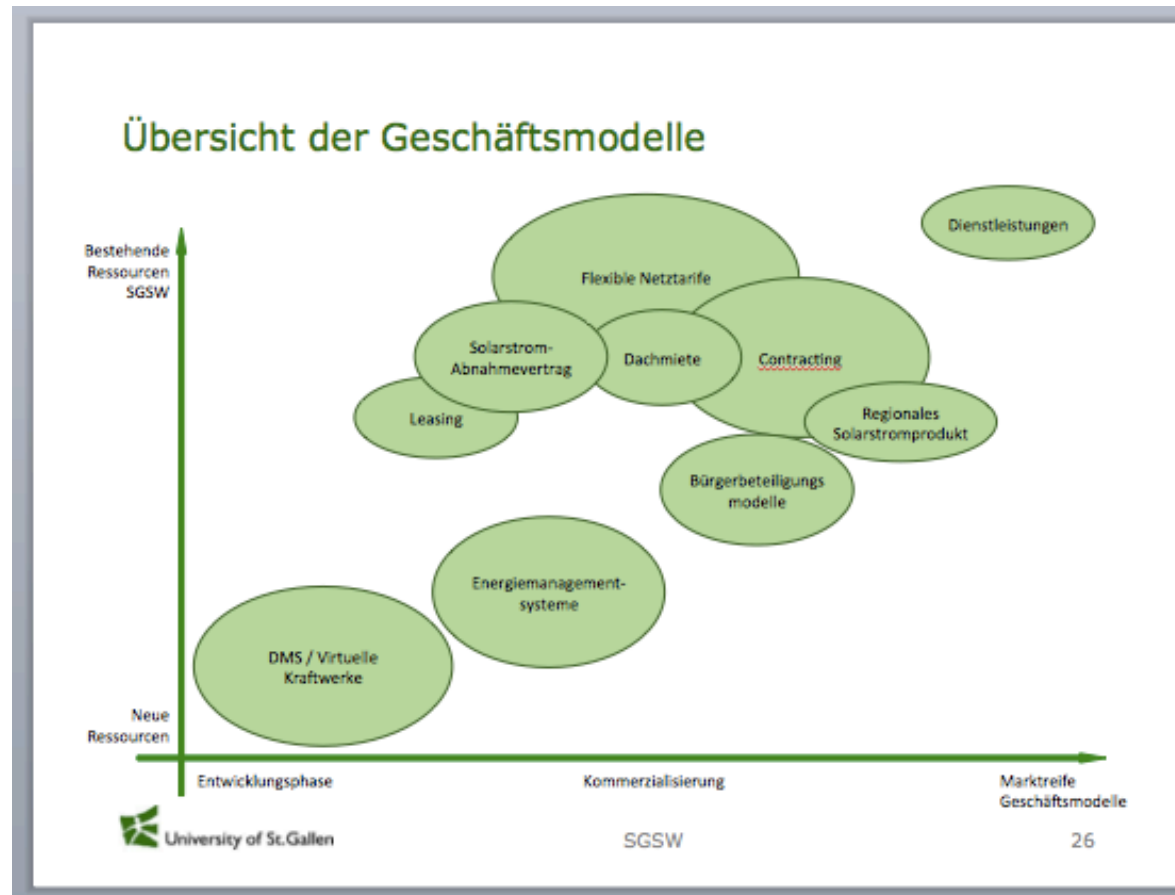 Übersicht der Geschäftsmodelle
Bestehende
Ressourcen
SGSW
Dienstleistungen
Flexible Netztarife
Solarstrom-
Abnahmevertrag
Dachmiete
Contracting
Leasing
Regionales
Solarstromprodukt
Bürgerbeteiligungs
modelle
Energiemanagement-
systeme
DMS / Virtuelle
Kraftwerke
Neue
Ressourcen
Entwicklungsphase
Kommerzialisierung
Marktreife
Geschäftsmodelle
University of St.Gallen
SGSW
26